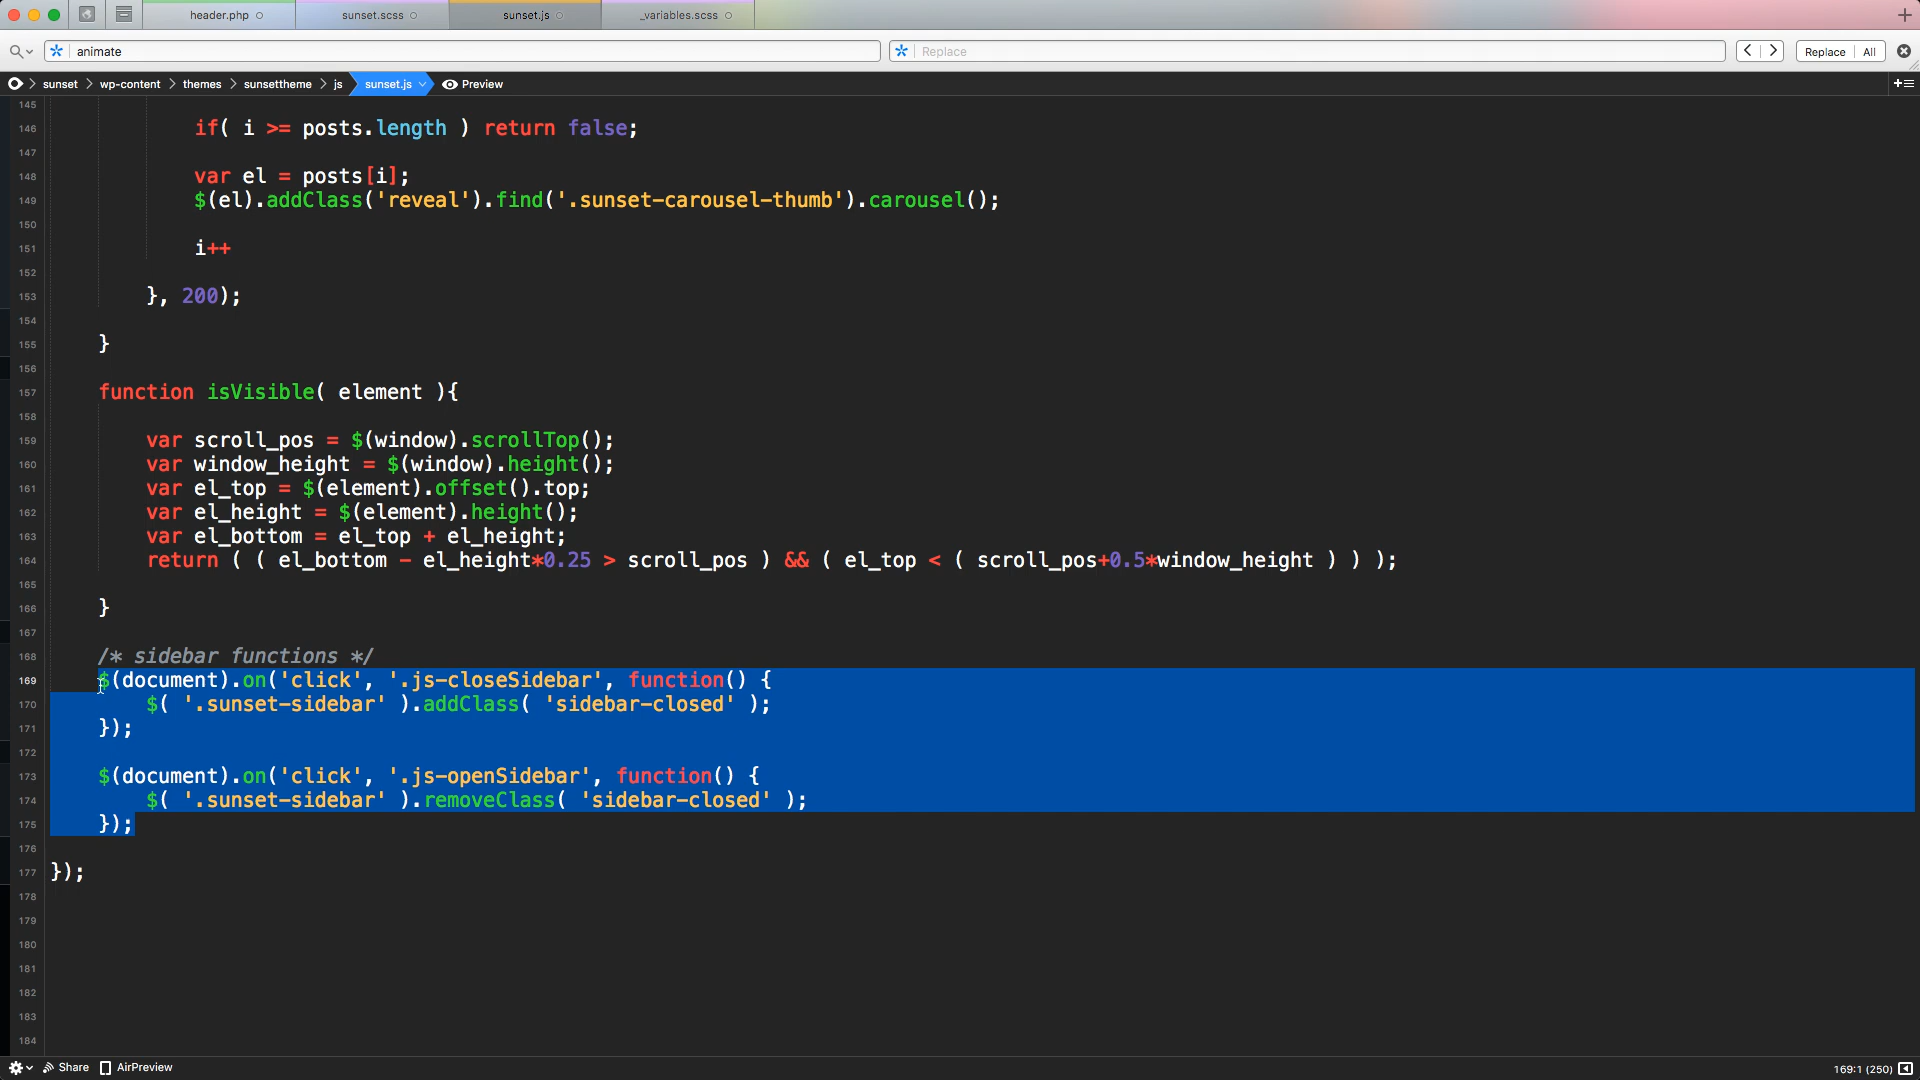 header.php
sunset.scss
sunset.js
_variables.scss
animate
Replace
Replace
All
sunset
wp-content
themes
sunsettheme
js
sunset.js
Preview
145
146 if( i >= posts.length ) return false;
147
148 var el = posts[i];
149 $(el).addClass('reveal').find('.sunset-carousel-thumb').carousel();
150
151 i++
152
153 }, 200);
154
155 }
156
157 function isVisible( element ){
158
159 var scroll_pos = $(window).scrollTop();
160 var window_height = $(window).height();
161 var el_top = $(element).offset().top;
162 var el_height = $(element).height();
163 var el_bottom = el_top + el_height;
164 return ( ( el_bottom - el_height*0.25 > scroll_pos ) && ( el_top < ( scroll_pos+0.5*window_height ) ) );
165
166 }
167
168 /* sidebar functions */
169 $(document).on('click', '.js-closeSidebar', function() {
170 $( '.sunset-sidebar' ).addClass( 'sidebar-closed' );
171 });
172
173 $(document).on('click', '.js-openSidebar', function() {
174 $( '.sunset-sidebar' ).removeClass( 'sidebar-closed' );
175 });
176
177 });
178
179
180
181
182
183
184
Share
AirPreview
169:1 (250)